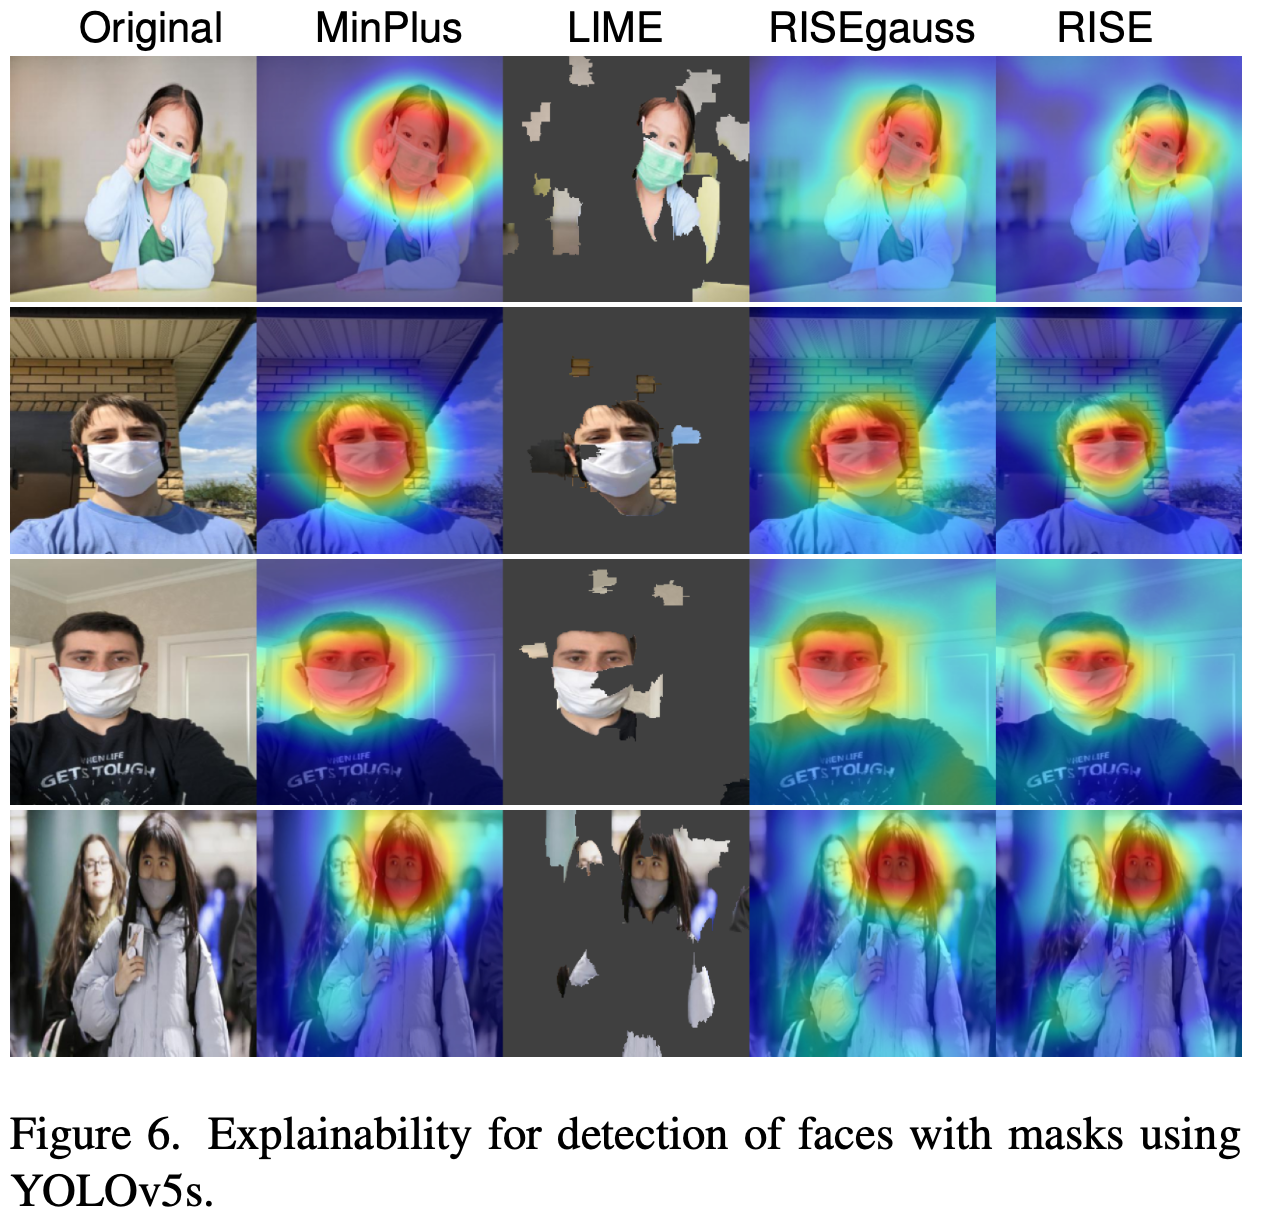 Original MinPlus LIME RISEgauss RISE
WHEN LIFE
GETS TOUGH
WHEN LIFE
GETS TOUGH
WHEN LIFE
GETS TOUGH
WHEN LIFE
GETS TOUGH
Figure 6. Explainability for detection of faces with masks using
YOLOv5s.